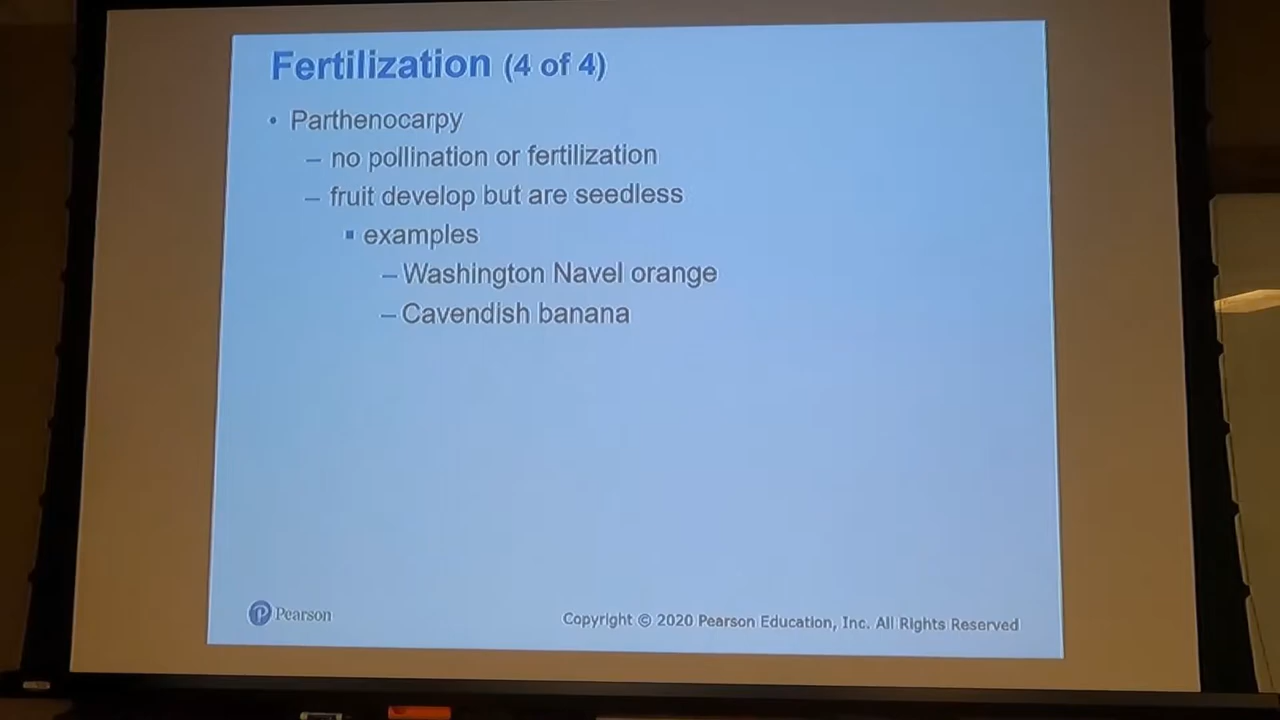 Fertilization (4 of 4)
• Parthenocarpy
– no pollination or fertilization
– fruit develop but are seedless
▪ examples
– Washington Navel orange
– Cavendish banana
P Pearson
Copyright © 2020 Pearson Education, Inc. All Rights Reserved